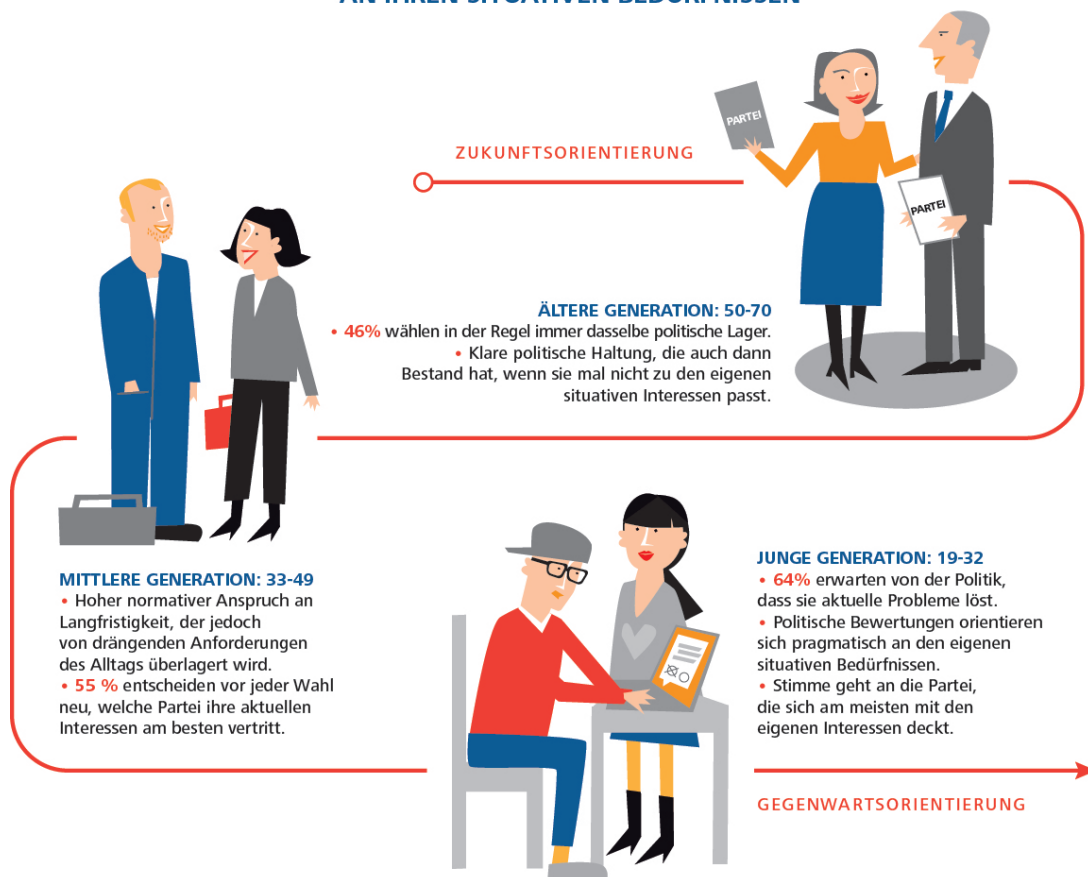 AN IHREN SITUATIVEN BEDÜRFNISSEN
PARTEI
PARTEI
ZUKUNFTSORIENTIERUNG
ÄLTERE GENERATION: 50-70
• 46% wählen in der Regel immer dasselbe politische Lager.
• Klare politische Haltung, die auch dann
Bestand hat, wenn sie mal nicht zu den eigenen
situativen Interessen passt.
MITTLERE GENERATION: 33-49
• Hoher normativer Anspruch an
Langfristigkeit, der jedoch
von drängenden Anforderungen
des Alltags überlagert wird.
• 55 % entscheiden vor jeder Wahl
neu, welche Partei ihre aktuellen
Interessen am besten vertritt.
JUNGE GENERATION: 19-32
• 64% erwarten von der Politik,
dass sie aktuelle Probleme löst.
• Politische Bewertungen orientieren
sich pragmatisch an den eigenen
situativen Bedürfnissen.
• Stimme geht an die Partei,
die sich am meisten mit den
eigenen Interessen deckt.
GEGENWARTSORIENTIERUNG